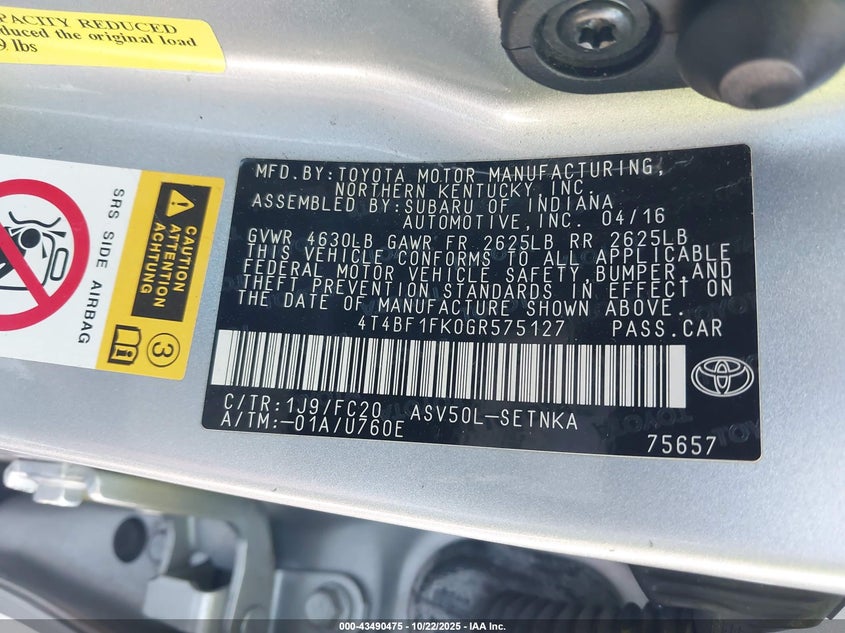 PACITY REDUCED
duced the original load
9 lbs
SRS SIDE AIRBAG
CAUTION
ATTENTION
ACHTUNG
3
MFD.BY:TOYOTA MOTOR MANUFACTURING,
NORTHERN KENTUCKY,INC.
ASSEMBLED BY:SUBARU OF INDIANA
AUTOMOTIVE,INC. 04/16
GVWR 4630LB GAWR FR 2625LB RR 2625LB
THIS VEHICLE CONFORMS TO ALL APPLICABLE
FEDERAL MOTOR VEHICLE SAFETY,BUMPER,AND
THEFT PREVENTION STANDARDS IN EFFECT ON
THE DATE OF MANUFACTURE SHOWN ABOVE.
4T4BF1FK0GR575127 PASS.CAR
C/TR:1J9/FC20 ASV50L-SETNKA
A/TM:-01A/U760E
75657
000-43490475 - 10/22/2025 - IAA Inc.